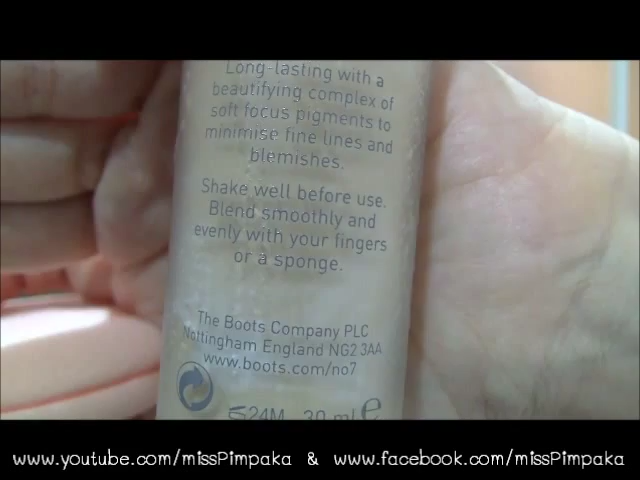 Long-lasting with a
beautifying complex of
soft focus pigments to
minimise fine lines and
blemishes.
Shake well before use.
Blend smoothly and
evenly with your fingers
or a sponge.
The Boots Company PLC
Nottingham England NG2 3AA
www.boots.com/no7
24M 30 ml e
www.youtube.com/missPimpaka & www.facebook.com/missPimpaka